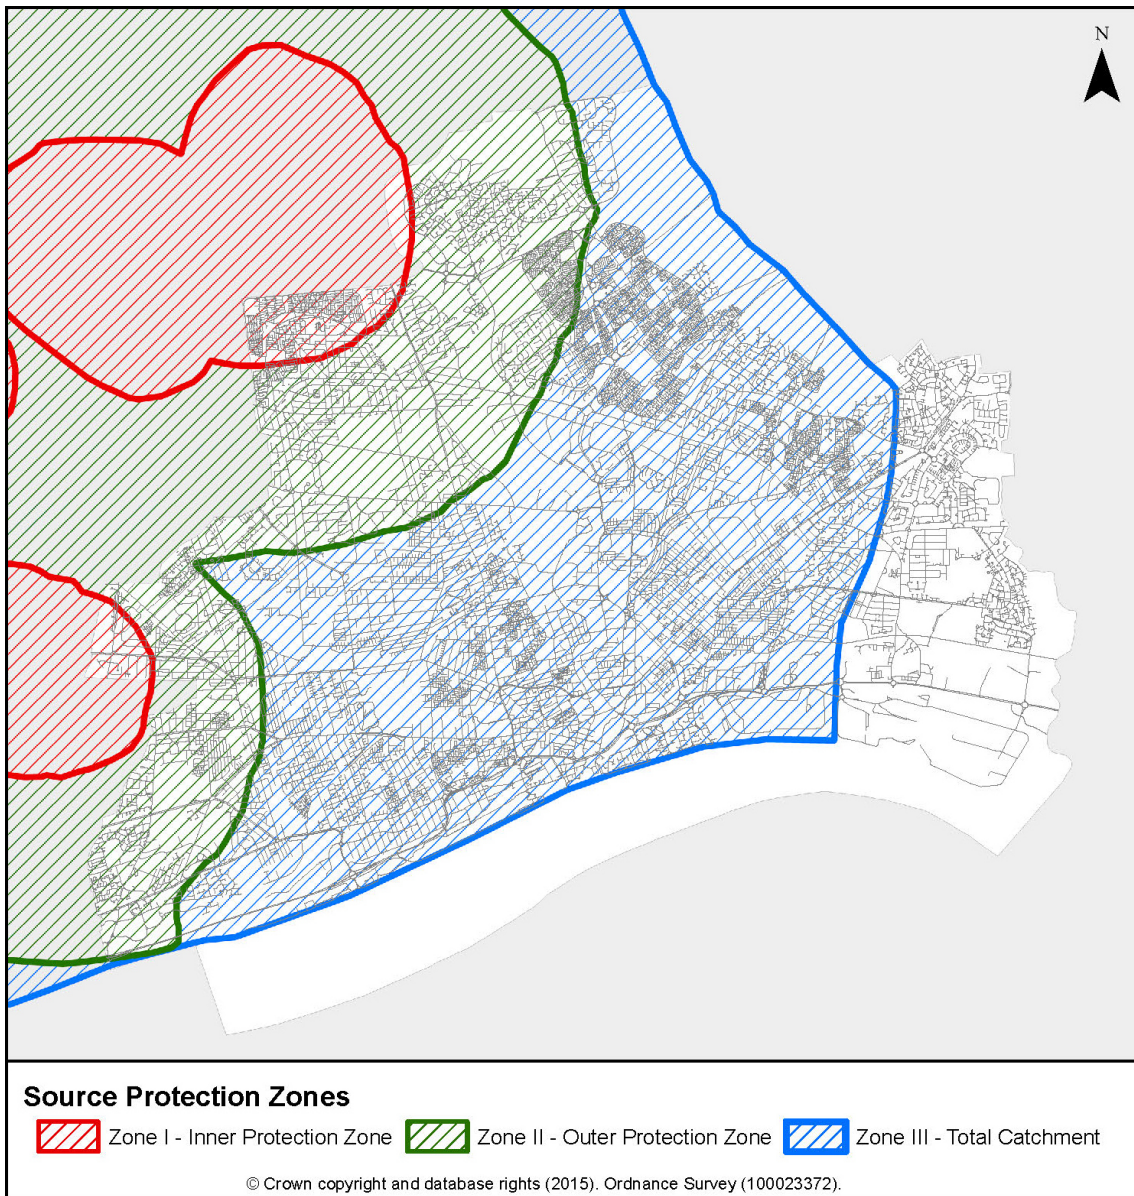 N
Source Protection Zones
Zone I - Inner Protection Zone Zone II - Outer Protection Zone Zone III - Total Catchment
© Crown copyright and database rights (2015). Ordnance Survey (100023372).